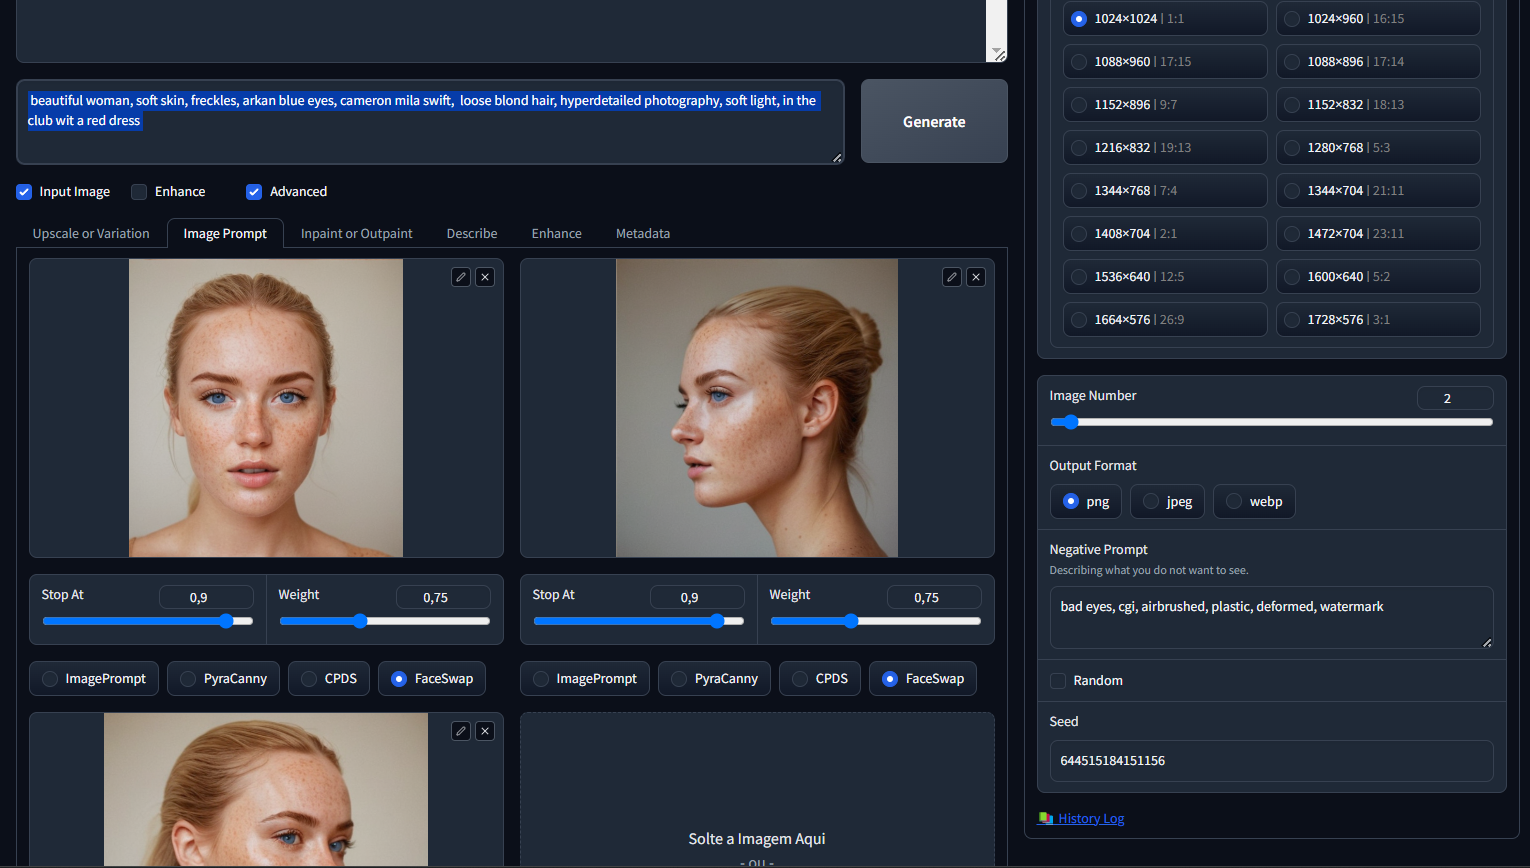 beautiful woman, soft skin, freckles, arkan blue eyes, cameron mila swift,  loose blond hair, hyperdetailed photography, soft light, in the
club wit a red dress
Generate
Input Image
Enhance
Advanced
Upscale or Variation
Image Prompt
Inpaint or Outpaint
Describe
Enhance
Metadata
Stop At
0,9
Weight
0,75
ImagePrompt
PyraCanny
CPDS
FaceSwap
Stop At
0,9
Weight
0,75
ImagePrompt
PyraCanny
CPDS
FaceSwap
Solte a Imagem Aqui
- ou -
1024×1024 | 1:1
1024×960 | 16:15
1088×960 | 17:15
1088×896 | 17:14
1152×896 | 9:7
1152×832 | 18:13
1216×832 | 19:13
1280×768 | 5:3
1344×768 | 7:4
1344×704 | 21:11
1408×704 | 2:1
1472×704 | 23:11
1536×640 | 12:5
1600×640 | 5:2
1664×576 | 26:9
1728×576 | 3:1
Image Number
2
Output Format
png
jpeg
webp
Negative Prompt
Describing what you do not want to see.
bad eyes, cgi, airbrushed, plastic, deformed, watermark
Random
Seed
644515184151156
History Log